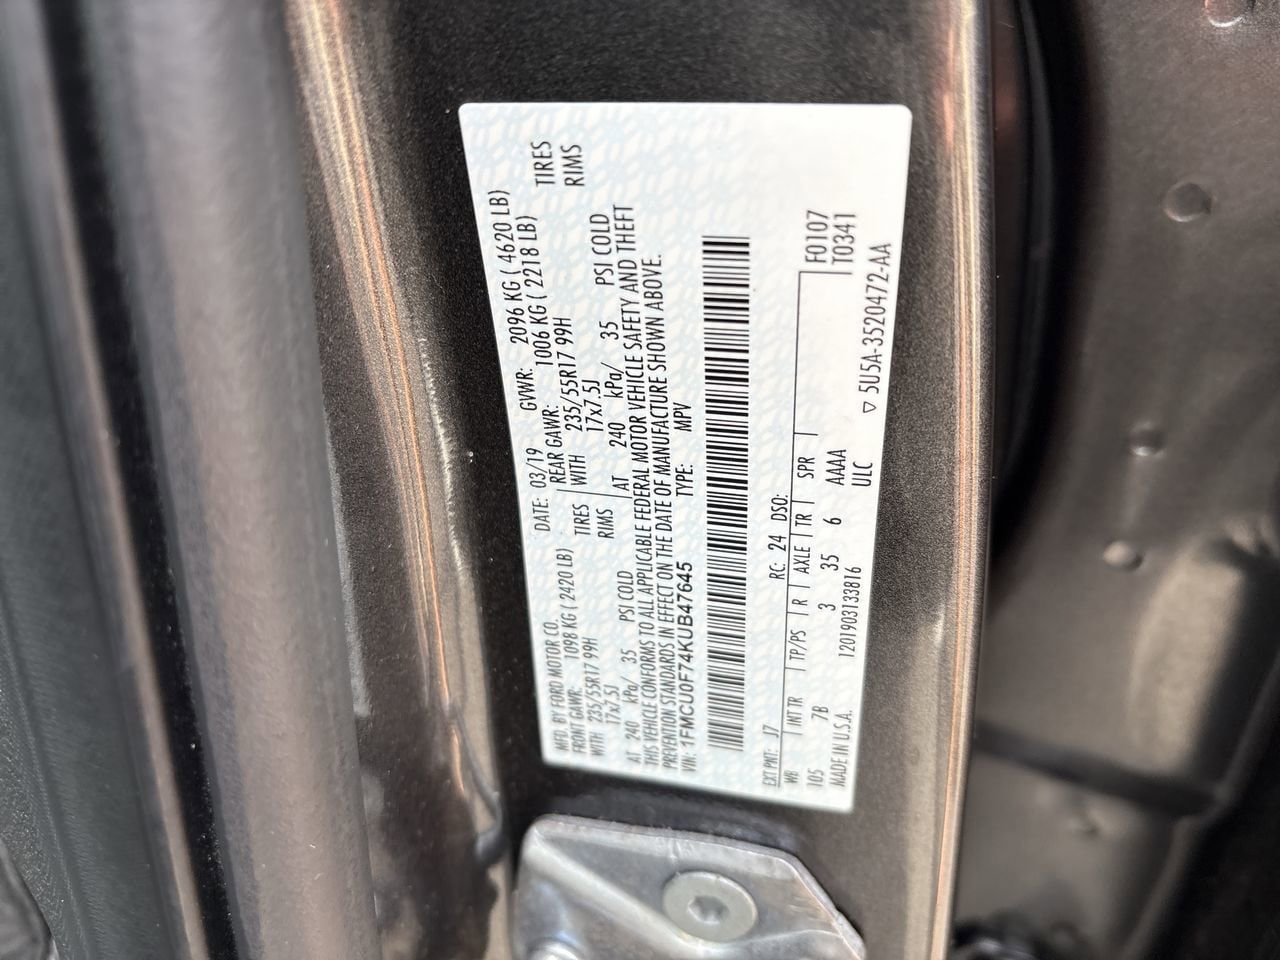 MFD. BY FORD MOTOR CO.
DATE: 03/19 GVWR: 2096 KG ( 4620 LB)
FRONT GAWR: 1098 KG ( 2420 LB) REAR GAWR: 1006 KG ( 2218 LB)
WITH 235/55R17 99H TIRES WITH 235/55R17 99H TIRES
17x7.5J RIMS 17x7.5J RIMS
AT 240 kPa/ 35 PSI COLD AT 240 kPa/ 35 PSI COLD
THIS VEHICLE CONFORMS TO ALL APPLICABLE FEDERAL MOTOR VEHICLE SAFETY AND THEFT
PREVENTION STANDARDS IN EFFECT ON THE DATE OF MANUFACTURE SHOWN ABOVE.
VIN: 1FMCU0F74KUB47645 TYPE: MPV
EXT PNT: J7 RC: 24 DSO:
WB INT TR TP/PS R AXLE TR SPR F0107
105 7B 3 35 6 AAAA T0341
MADE IN U.S.A. 1201903133816 ULC
▽ 5U5A-3520472-AA